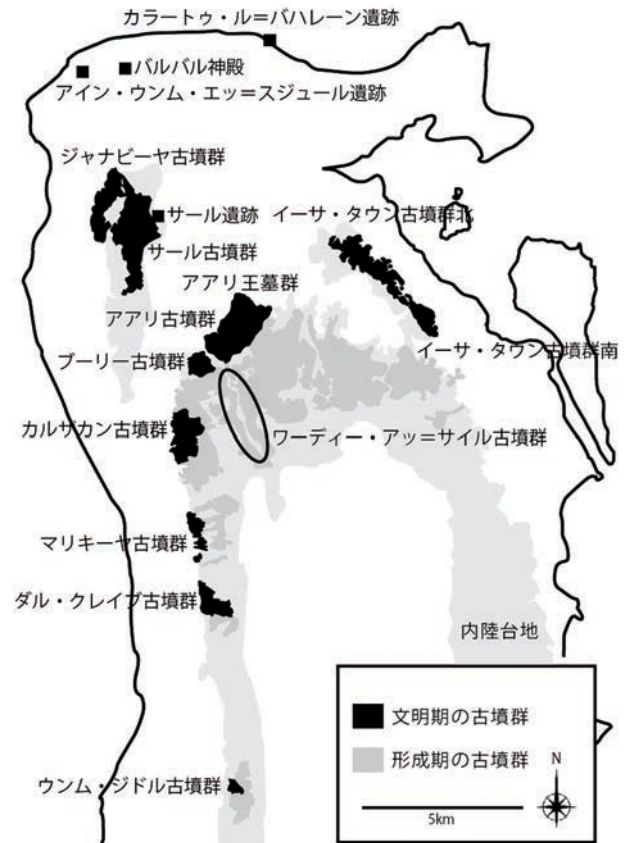 カラートゥ・ル＝バハレーン遺跡
バルバル神殿
アイン・ウンム・エッ＝スジュール遺跡
ジャナビーヤ古墳群
サール遺跡
イーサ・タウン古墳群北
サール古墳群
アアリ王墓群
アアリ古墳群
イーサ・タウン古墳群南
ブーリー古墳群
カルザカン古墳群
ワーディー・アッ＝サイル古墳群
マリキーヤ古墳群
ダル・クレイブ古墳群
内陸台地
文明期の古墳群
形成期の古墳群
N
5km
ウンム・ジドル古墳群